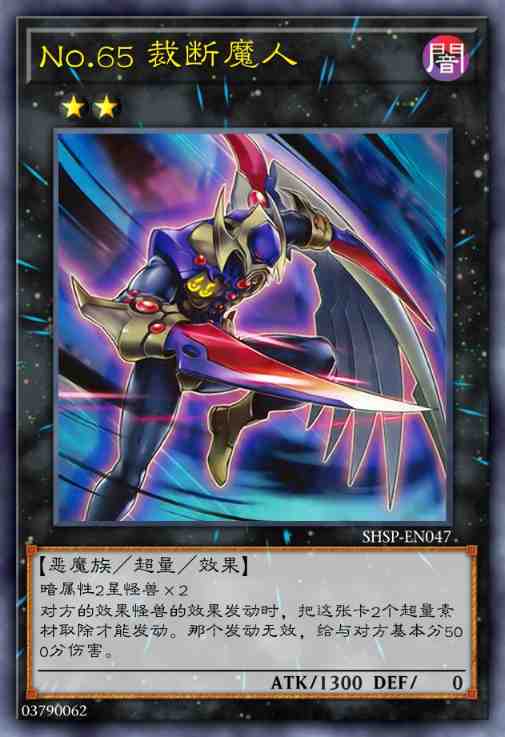 No.65 裁断魔人
闇
SHSP-EN047
【恶魔族／超量／效果】
暗属性2星怪兽×2
对方的效果怪兽的效果发动时，把这张卡2个超量素
材取除才能发动。那个发动无效，给与对方基本分50
0分伤害。
ATK/1300 DEF/ 0
03790062